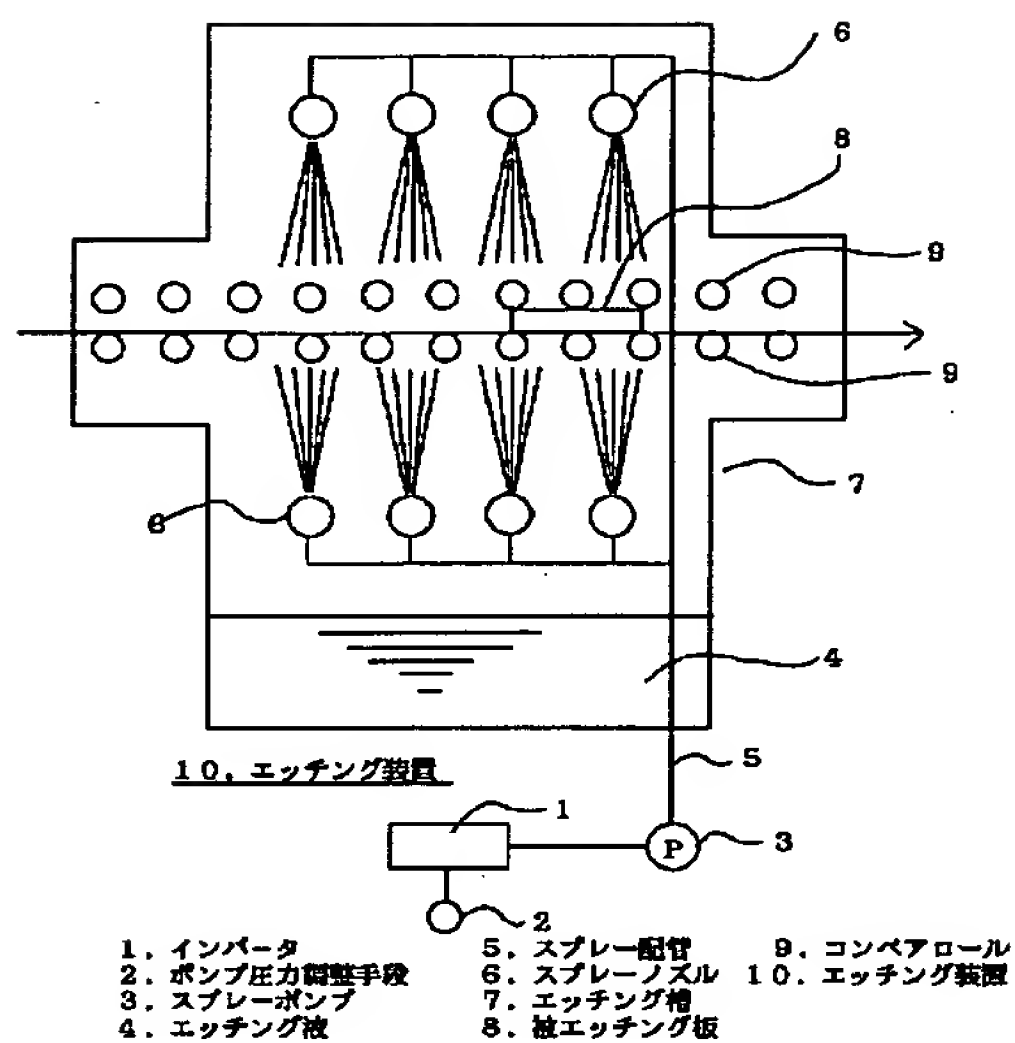 6
8
9
9
7
6
4
5
10．エッチング装置
1
P
3
2
1．インバータ 5．スプレー配管 9．コンベアロール
2．ポンプ圧力調整手段 6．スプレーノズル 10．エッチング装置
3．スプレーポンプ 7．エッチング槽
4．エッチング液 8．被エッチング板